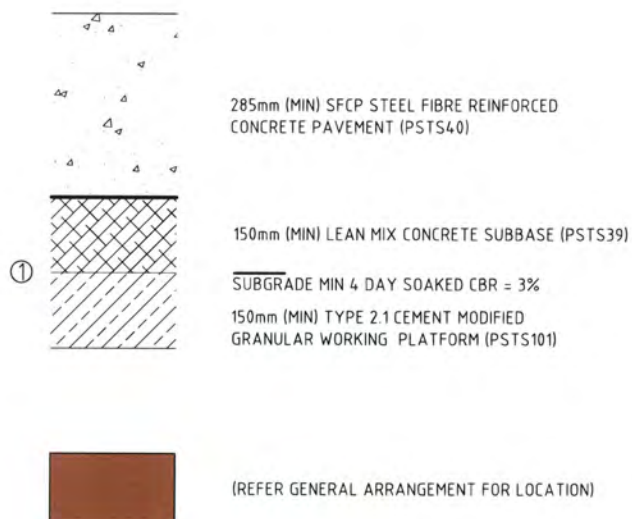 285mm (MIN) SFCP STEEL FIBRE REINFORCED
CONCRETE PAVEMENT (PSTS40)
150mm (MIN) LEAN MIX CONCRETE SUBBASE (PSTS39)
①
SUBGRADE MIN 4 DAY SOAKED CBR = 3%
150mm (MIN) TYPE 2.1 CEMENT MODIFIED
GRANULAR WORKING PLATFORM (PSTS101)
(REFER GENERAL ARRANGEMENT FOR LOCATION)